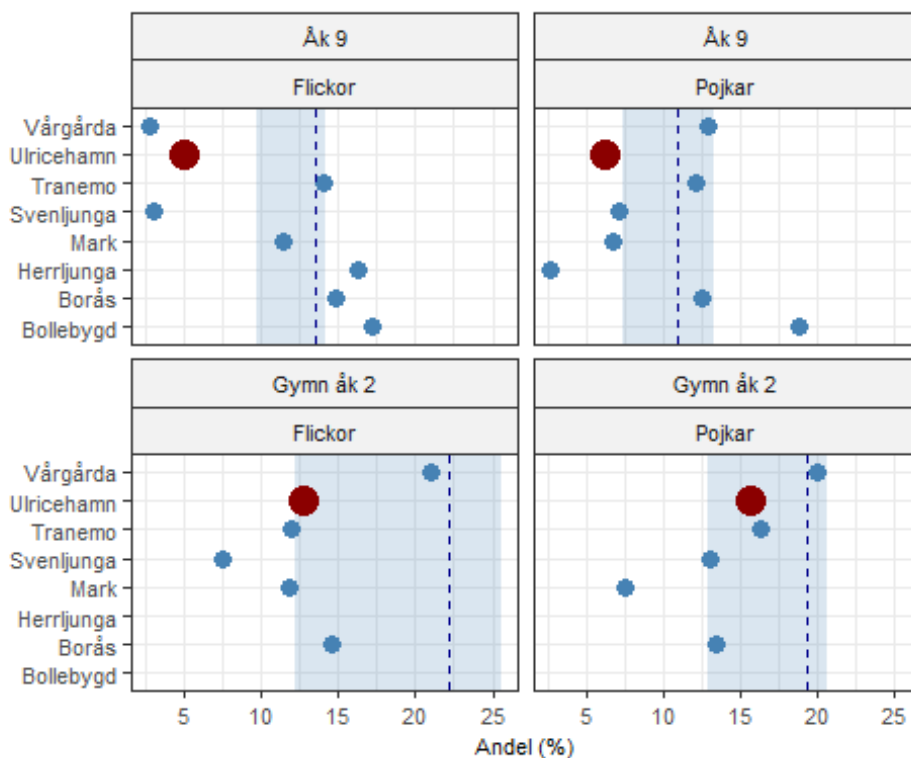 Åk 9
Åk 9
Flickor
Pojkar
Vårgårda
Ulricehamn
Tranemo
Svenljunga
Mark
Herrljunga
Borås
Bollebygd
Gymn åk 2
Gymn åk 2
Flickor
Pojkar
Vårgårda
Ulricehamn
Tranemo
Svenljunga
Mark
Herrljunga
Borås
Bollebygd
5 10 15 20 25
5 10 15 20 25
Andel (%)